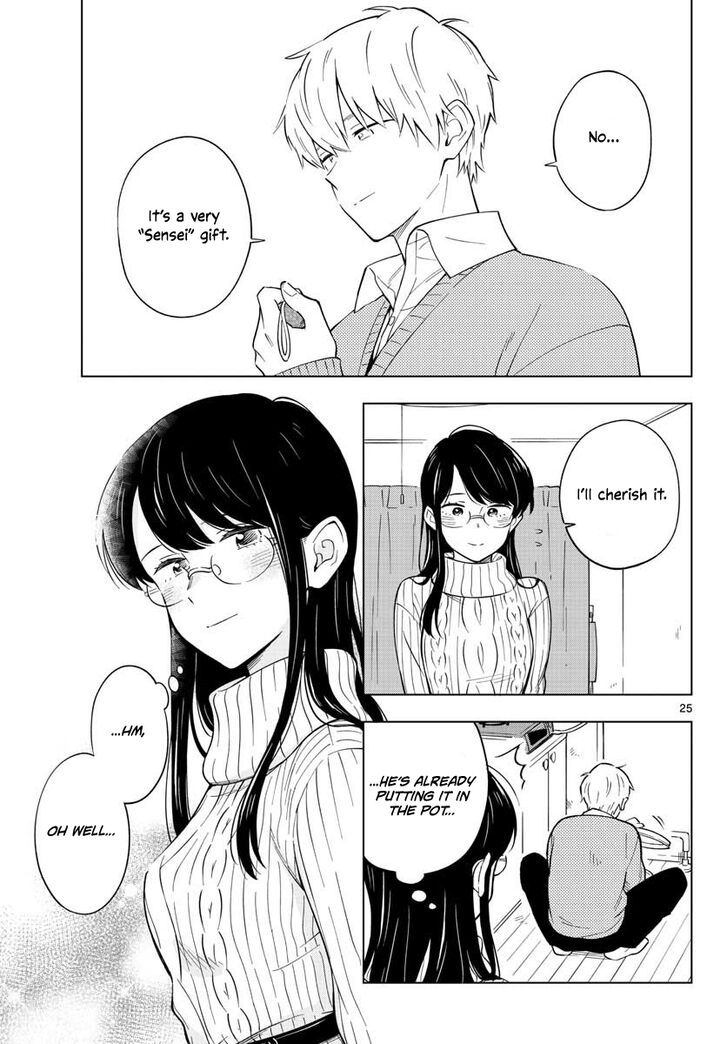 No...
It's a very
"Sensei" gift.
I'll cherish it.
25
...HE'S ALREADY
PUTTING IT IN
THE POT...
...HM,
OH WELL...